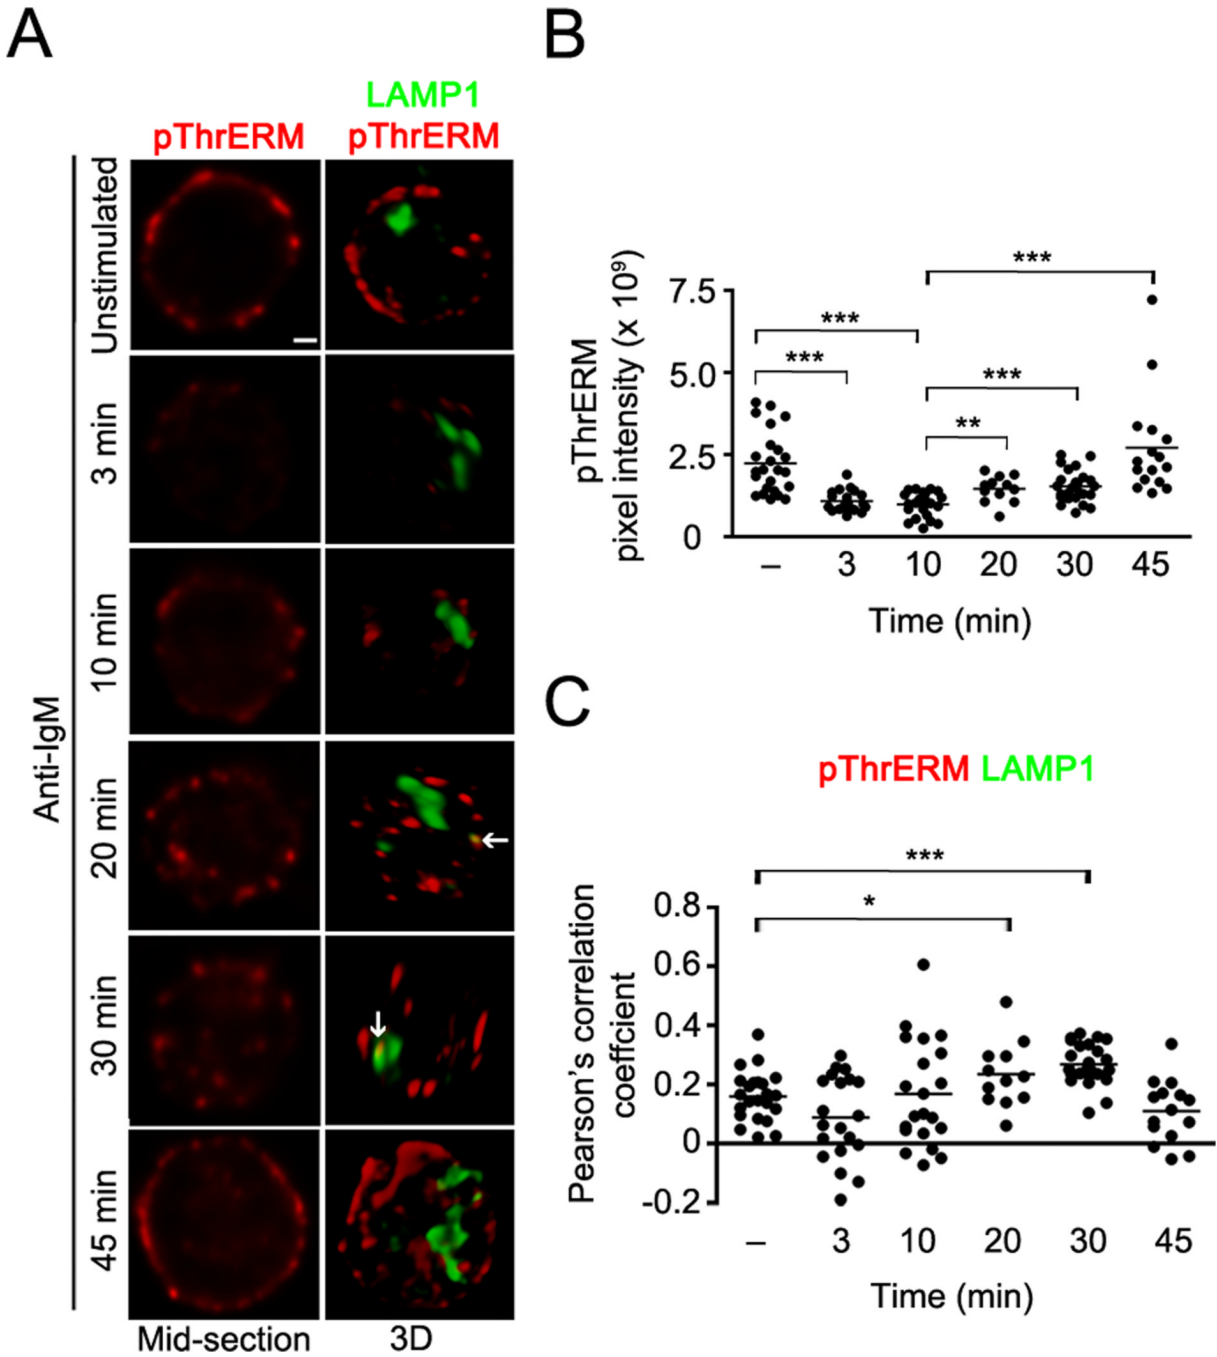 A
LAMP1
pThrERM pThrERM
Unstimulated
3 min
10 min
20 min
30 min
45 min
Anti-IgM
Mid-section 3D
B
pThrERM
pixel intensity (x 10⁹)
7.5
5.0
2.5
0
***
***
***
***
**
– 3 10 20 30 45
Time (min)
C
pThrERM LAMP1
Pearson's correlation
coeffcient
0.8
0.6
0.4
0.2
0
-0.2
***
*
– 3 10 20 30 45
Time (min)